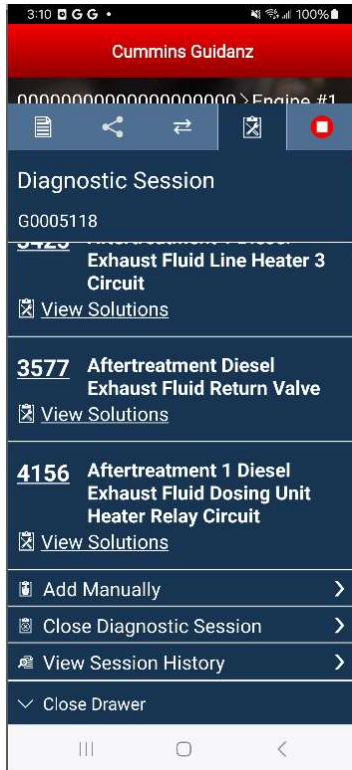 3:10 G G •
100%
Cummins Guidanz
00000000000000000000 > Engine #1
Diagnostic Session
G0005118
3425 Aftertreatment 1 Diesel
Exhaust Fluid Line Heater 3
Circuit
View Solutions
3577 Aftertreatment Diesel
Exhaust Fluid Return Valve
View Solutions
4156 Aftertreatment 1 Diesel
Exhaust Fluid Dosing Unit
Heater Relay Circuit
View Solutions
Add Manually
Close Diagnostic Session
View Session History
Close Drawer